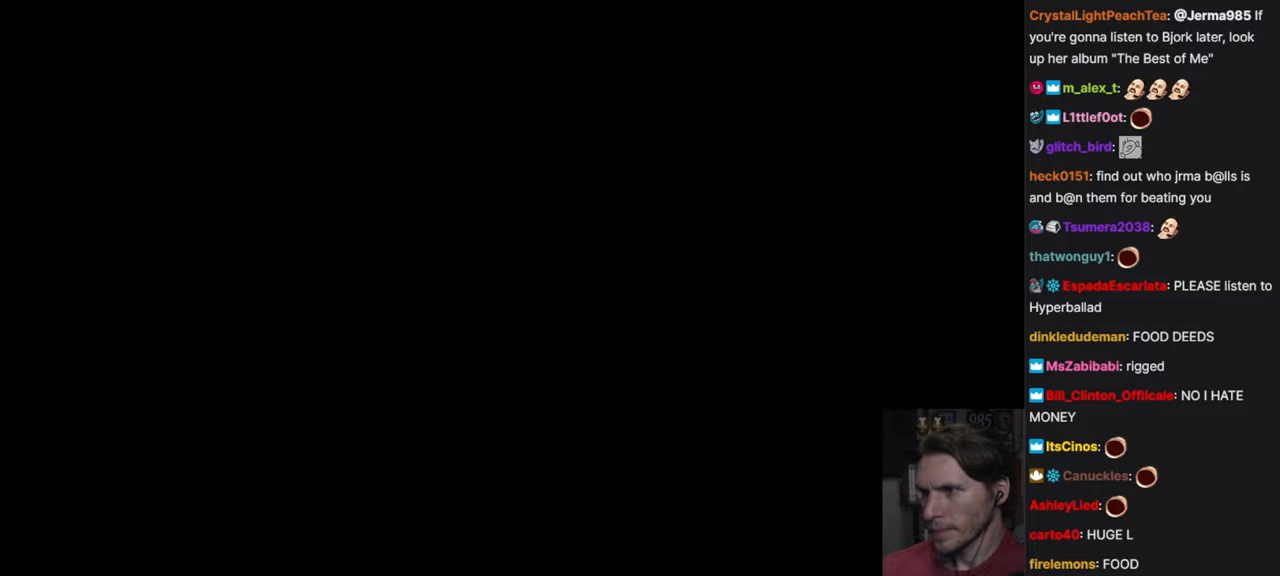 CrystalLightPeachTea: @Jerma985 If
you're gonna listen to Bjork later, look
up her album "The Best of Me"
m_alex_t:
L1ttlef0ot:
glitch_bird:
heck0151: find out who jrma b@lls is
and b@n them for beating you
Tsumera2038:
thatwonguy1:
EspadaEscarlata: PLEASE listen to
Hyperballad
dinkledudeman: FOOD DEEDS
MsZabibabi: rigged
Bill_Clinton_Offiicale: NO I HATE
MONEY
ItsCinos:
Canuckles:
AshleyLied:
carto40: HUGE L
firelemons: FOOD
985